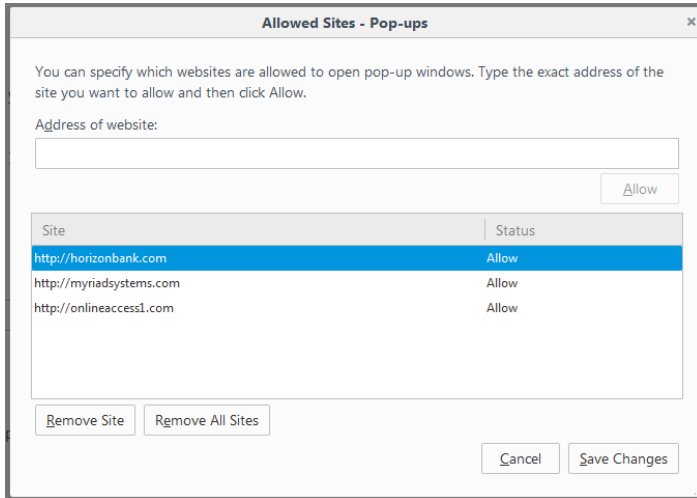 Allowed Sites - Pop-ups
You can specify which websites are allowed to open pop-up windows. Type the exact address of the
site you want to allow and then click Allow.
Address of website:
Allow
Site Status
http://horizonbank.com Allow
http://myriadsystems.com Allow
http://onlineaccess1.com Allow
Remove Site Remove All Sites
Cancel Save Changes